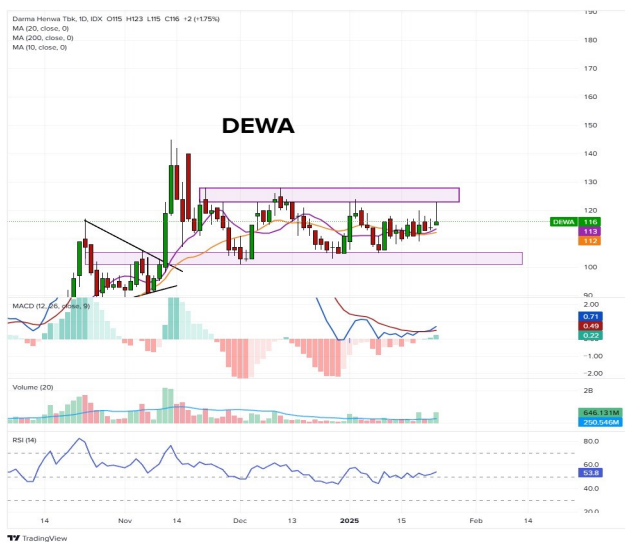 Darma Henwa Tbk, 1D, IDX O115 H123 L115 C116 +2 (+1.75%)
MA (20, close, 0)
MA (200, close, 0)
MA (10, close, 0)
DEWA
190
180
170
160
150
140
130
120
DEWA 116
113
112
100
90
MACD (12, 26, close, 9)
2.00
0.71
0.49
0.22
-1.00
-2.00
Volume (20)
2B
646.131M
250.546M
RSI (14)
80.0
60.0
53.8
40.0
20.0
14 Nov 14 Dec 13 2025 15 Feb 14
TradingView